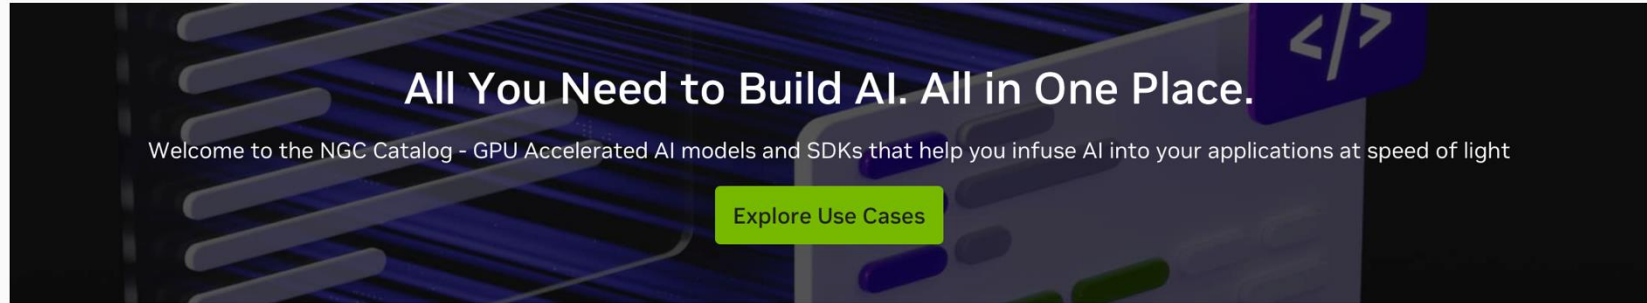 </>
All You Need to Build AI. All in One Place.
Welcome to the NGC Catalog - GPU Accelerated AI models and SDKs that help you infuse AI into your applications at speed of light
Explore Use Cases